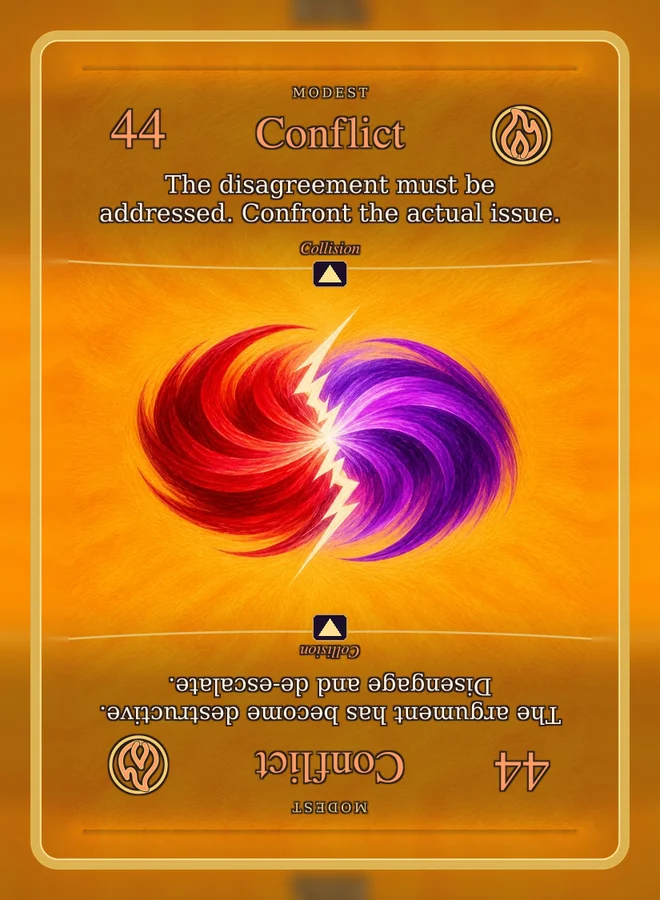 MODEST
44 Conflict
The disagreement must be
addressed. Confront the actual issue.
Collision
Collision
The argument has become destructive.
Disengage and de-escalate.
44 Conflict
MODEST